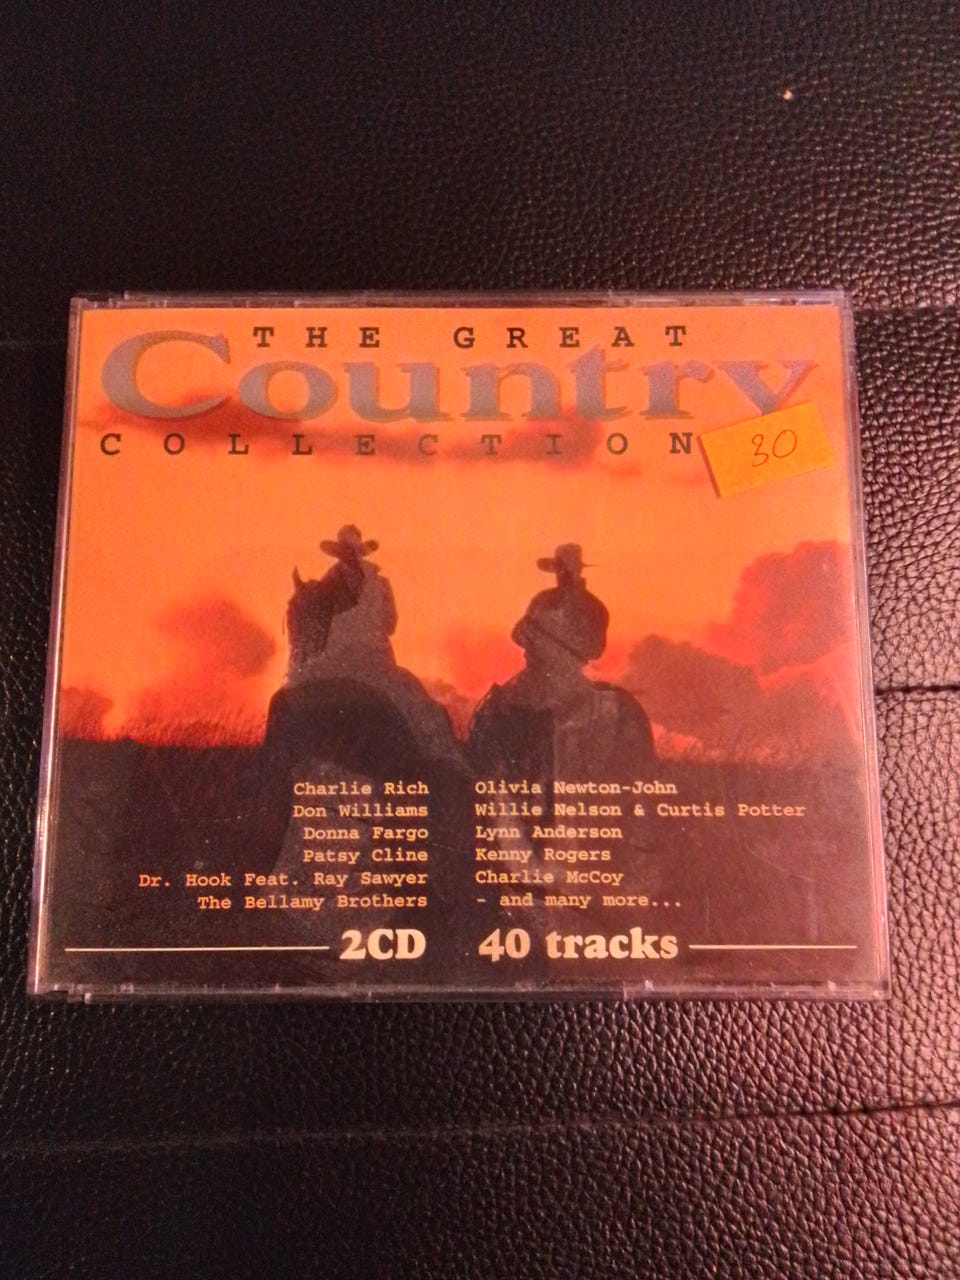 THE GREAT
Country
COLLECTION
80
Charlie Rich
Don Williams
Donna Fargo
Patsy Cline
Dr. Hook Feat. Ray Sawyer
The Bellamy Brothers
Olivia Newton-John
Willie Nelson & Curtis Potter
Lynn Anderson
Kenny Rogers
Charlie McCoy
- and many more...
2CD 40 tracks